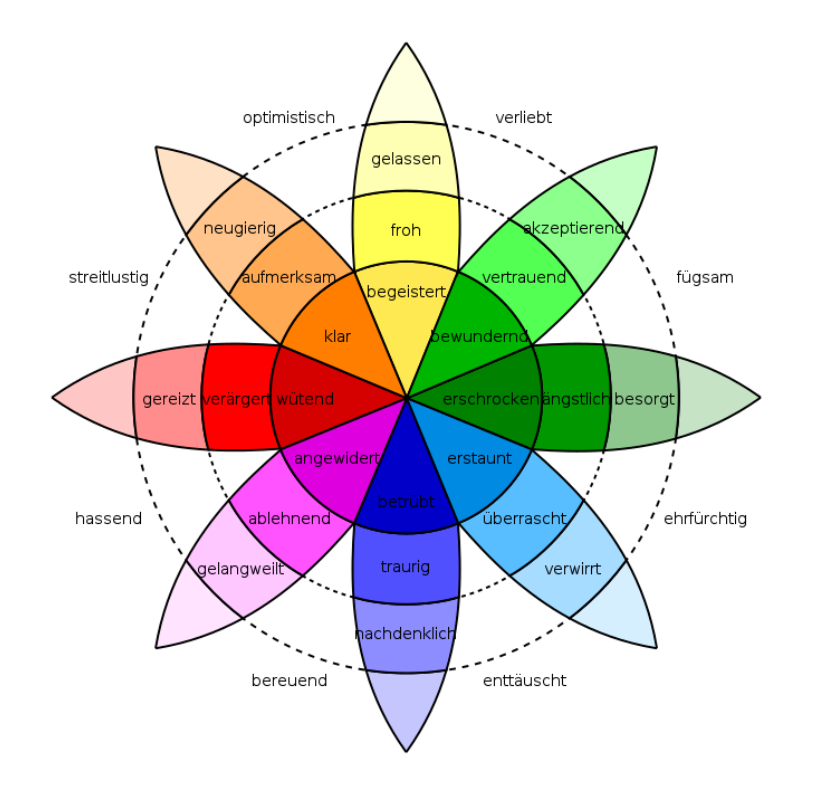 optimistisch
verliebt
gelassen
neugierig
froh
akzeptierend
streitlustig
aufmerksam
vertrauend
fügsam
begeistert
klar
bewundernd
gereizt
verärgert
wütend
erschrocken
ängstlich
besorgt
angewidert
erstaunt
betrübt
hassend
ablehnend
überrascht
ehrfürchtig
gelangweilt
traurig
verwirrt
nachdenklich
bereuend
enttäuscht